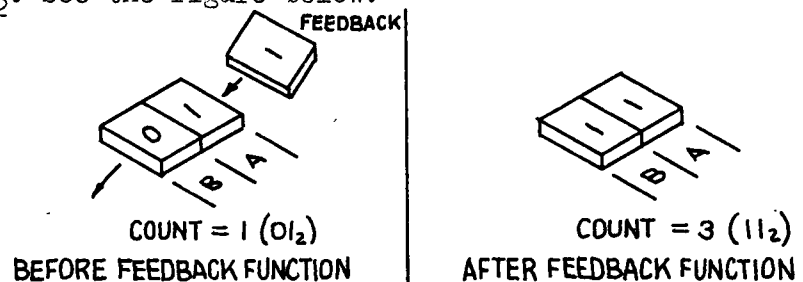 2. See the figure below.
FEEDBACK
1
0 1
B A
COUNT = 1 (01₂)
BEFORE FEEDBACK FUNCTION
1 1
B A
COUNT = 3 (11₂)
AFTER FEEDBACK FUNCTION